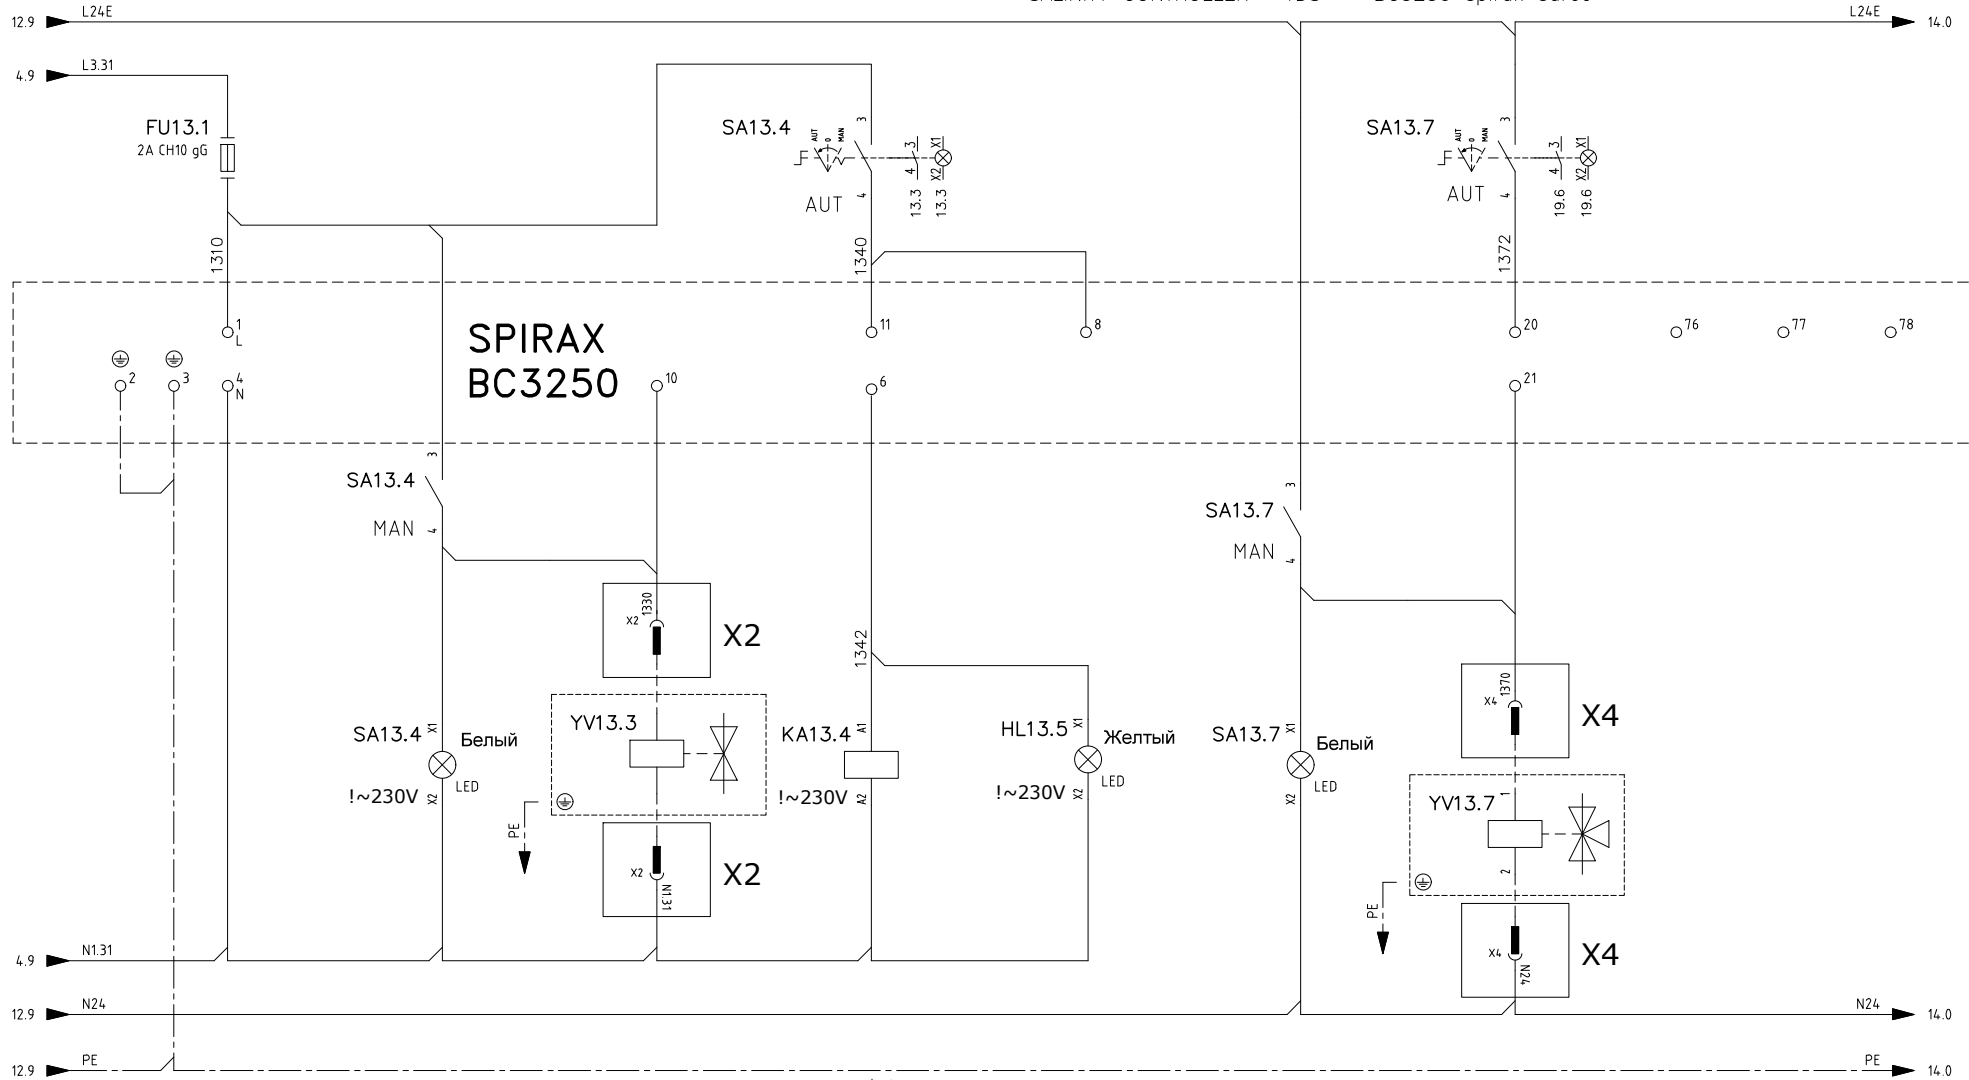 L24E
12.9
L24E
14.0
L3.31
4.9
FU13.1
2A CH10 gG
1310
SA13.4
AUT
0
MAN
3
4
3
4
X1
X2
AUT
13.3
13.3
1340
SA13.7
AUT
0
MAN
3
4
3
4
X1
X2
AUT
19.6
19.6
1372
SPIRAX
BC3250
1
L
11
8
20
76
77
78
2
3
4
N
10
6
21
SA13.4
3
MAN
4
SA13.7
3
MAN
4
X2
1330
X2
1342
X4
1370
X4
SA13.4
X1
Белый
LED
X2
!~230V
YV13.3
PE
KA13.4
A1
A2
!~230V
HL13.5
X1
Желтый
LED
X2
!~230V
SA13.7
X1
Белый
LED
X2
YV13.7
1
2
PE
X2
N1.31
X2
X4
N24
X4
4.9
N1.31
12.9
N24
N24
14.0
12.9
PE
PE
14.0